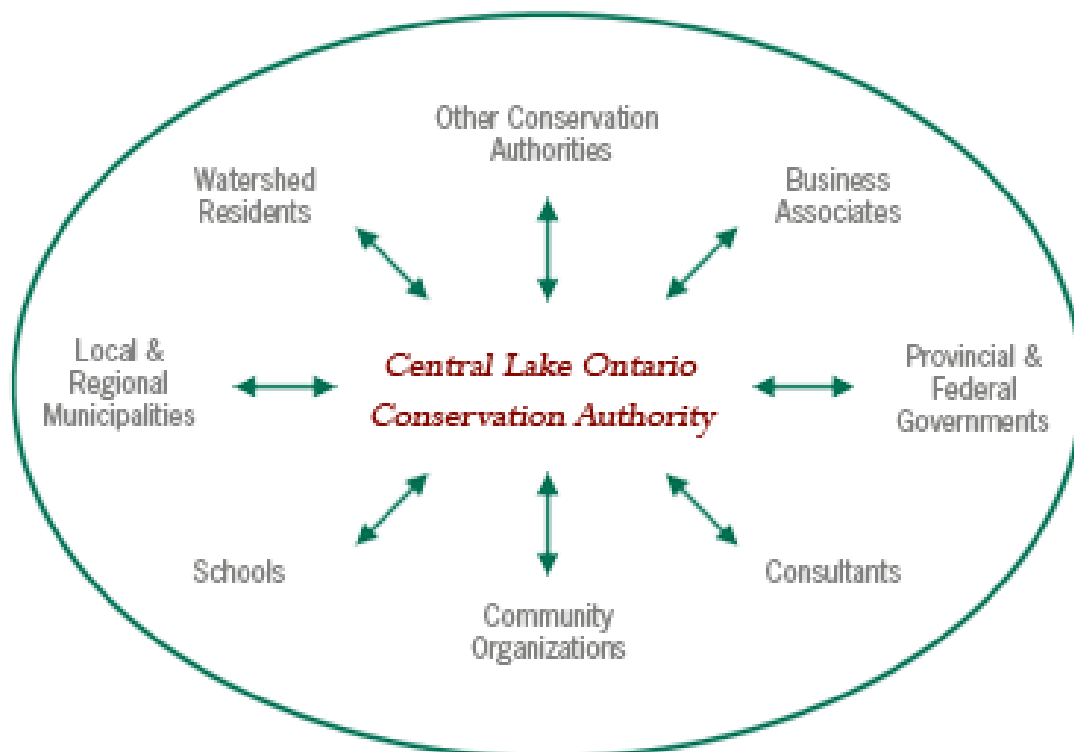 Other Conservation
Authorities
Watershed
Residents
Business
Associates
Local &
Regional
Municipalities
Central Lake Ontario
Conservation Authority
Provincial &
Federal
Governments
Schools
Consultants
Community
Organizations